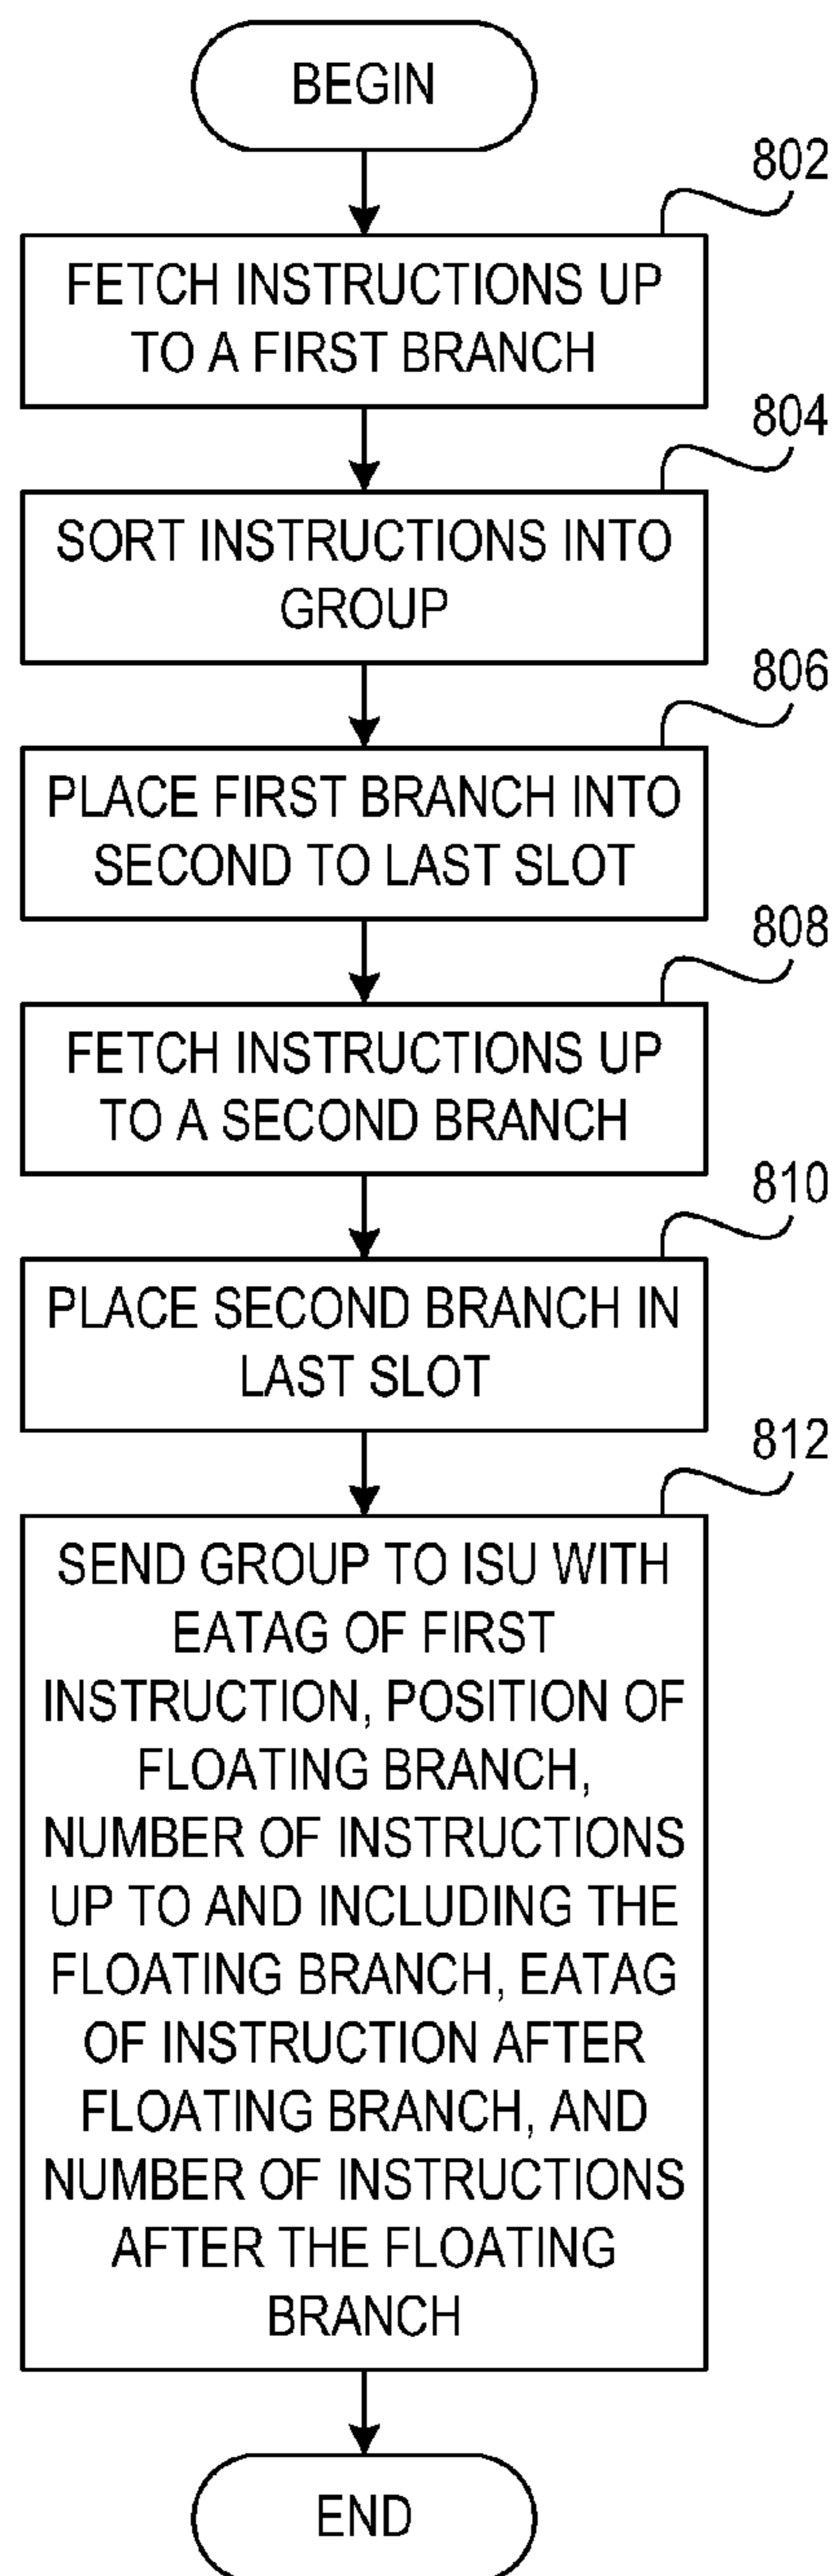 BEGIN
802
FETCH INSTRUCTIONS UP
TO A FIRST BRANCH
804
SORT INSTRUCTIONS INTO
GROUP
806
PLACE FIRST BRANCH INTO
SECOND TO LAST SLOT
808
FETCH INSTRUCTIONS UP
TO A SECOND BRANCH
810
PLACE SECOND BRANCH IN
LAST SLOT
812
SEND GROUP TO ISU WITH
EATAG OF FIRST
INSTRUCTION, POSITION OF
FLOATING BRANCH,
NUMBER OF INSTRUCTIONS
UP TO AND INCLUDING THE
FLOATING BRANCH, EATAG
OF INSTRUCTION AFTER
FLOATING BRANCH, AND
NUMBER OF INSTRUCTIONS
AFTER THE FLOATING
BRANCH
END